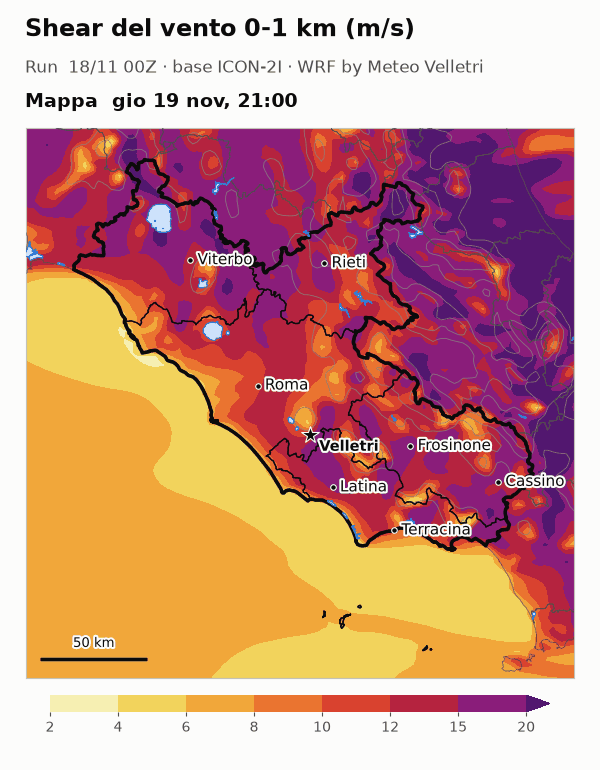 Shear del vento 0-1 km (m/s)
Run  18/11 00Z · base ICON-2I · WRF by Meteo Velletri
Mappa  gio 19 nov, 21:00
Viterbo
Rieti
Roma
Velletri
Frosinone
Latina
Cassino
Terracina
50 km
2 4 6 8 10 12 15 20